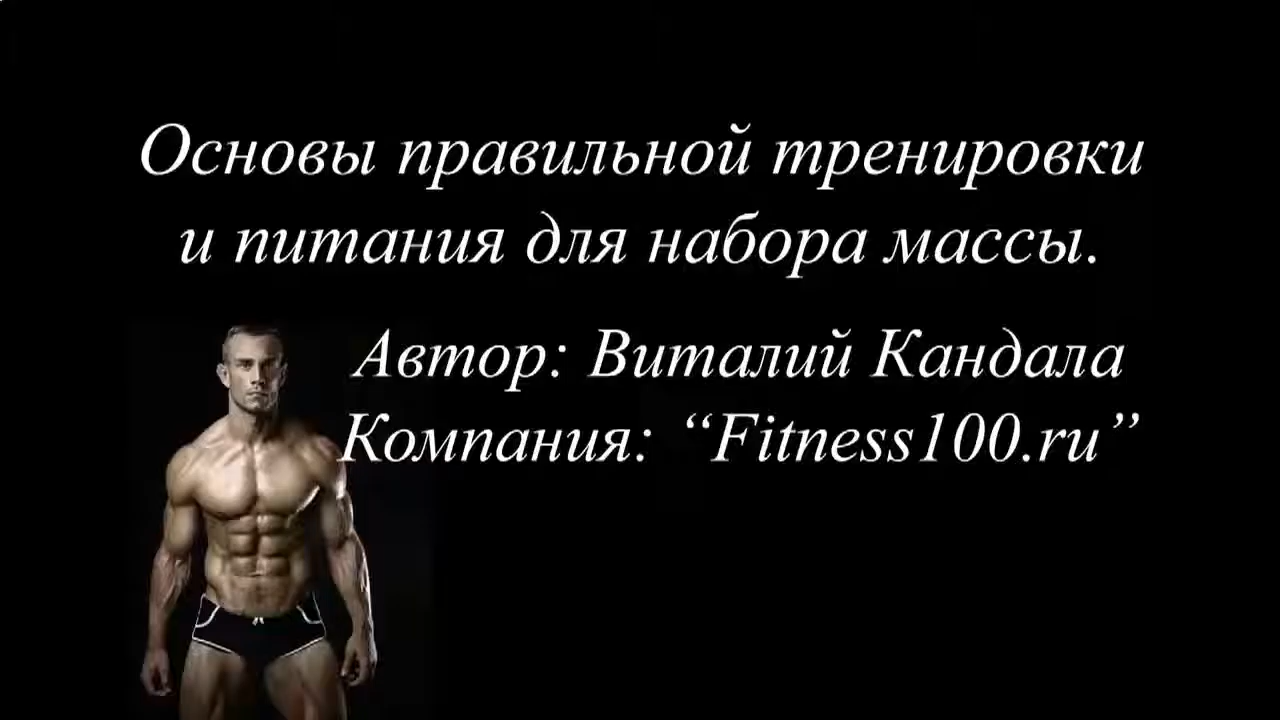 Основы правильной тренировки
и питания для набора массы.
Автор: Виталий Кандала
Компания: “Fitness100.ru”